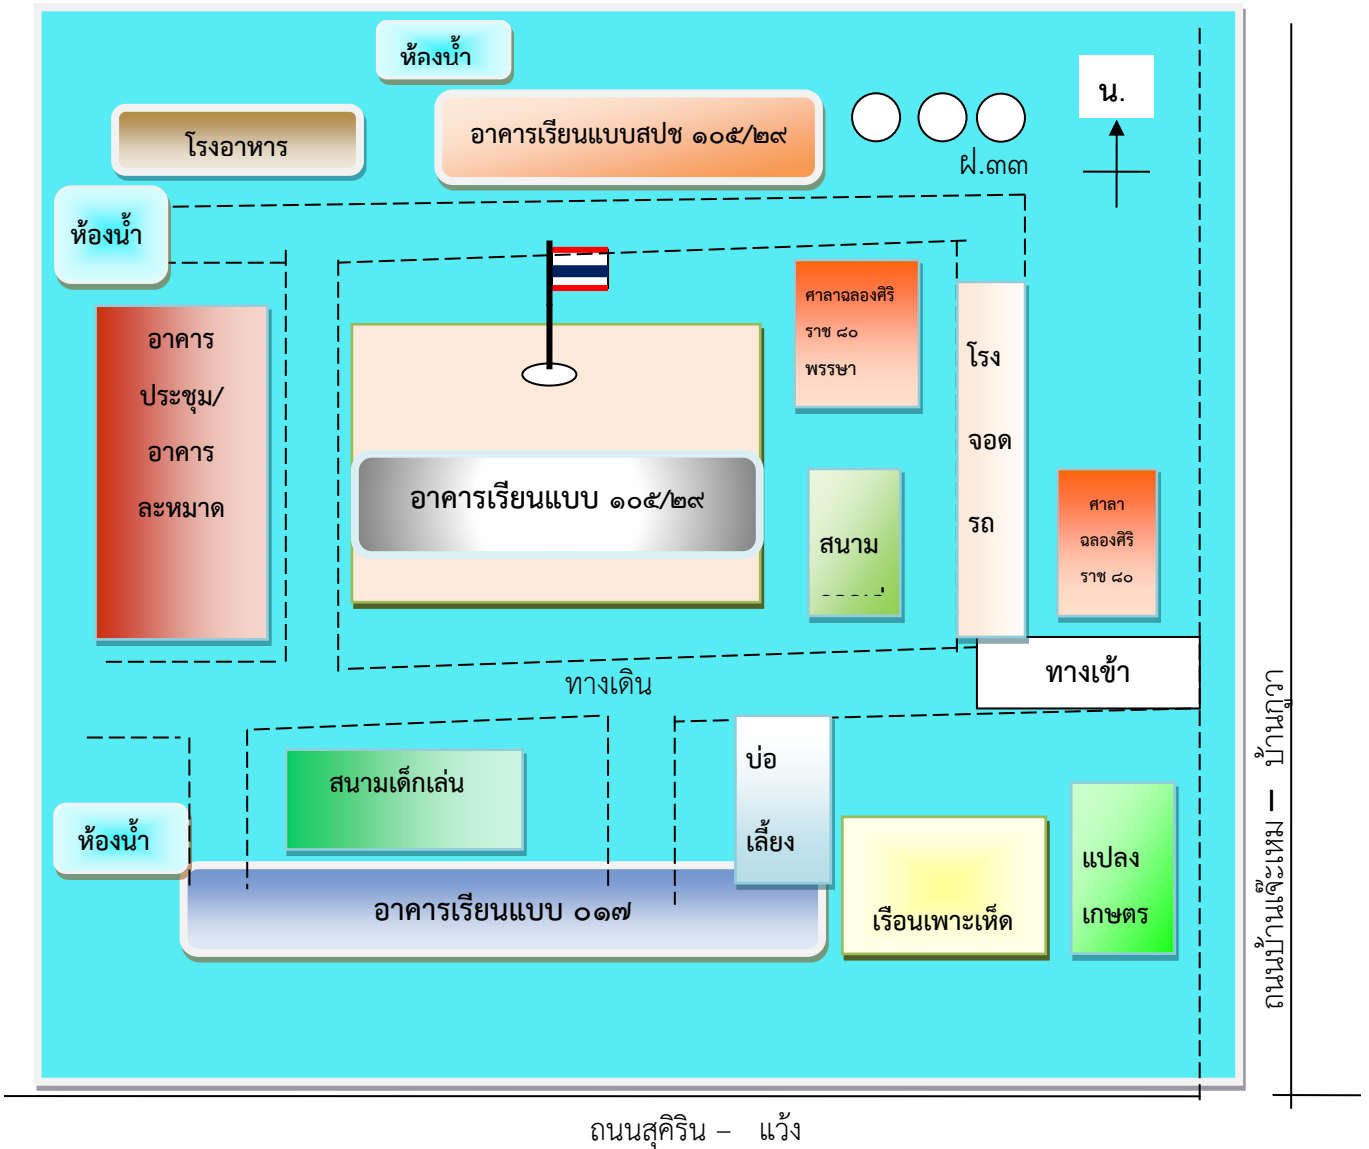 ห้องน้ำ
น.
โรงอาหาร
อาคารเรียนแบบสปช ๑๐๕/๒๙
ฝ.๓๓
ห้องน้ำ
อาคาร
ประชุม/
อาคาร
ละหมาด
อาคารเรียนแบบ ๑๐๕/๒๙
ศาลาฉลองศิริ
ราช ๘๐
พรรษา
โรง
จอด
รถ
สนาม
ศาลา
ฉลองศิริ
ราช ๘๐
ทางเข้า
ทางเดิน
สนามเด็กเล่น
บ่อ
เลี้ยง
ห้องน้ำ
อาคารเรียนแบบ ๐๑๗
เรือนเพาะเห็ด
แปลง
เกษตร
ถนนบ้านเจ๊ะเหม – บ้านกูวา
ถนนสุคิริน – แว้ง